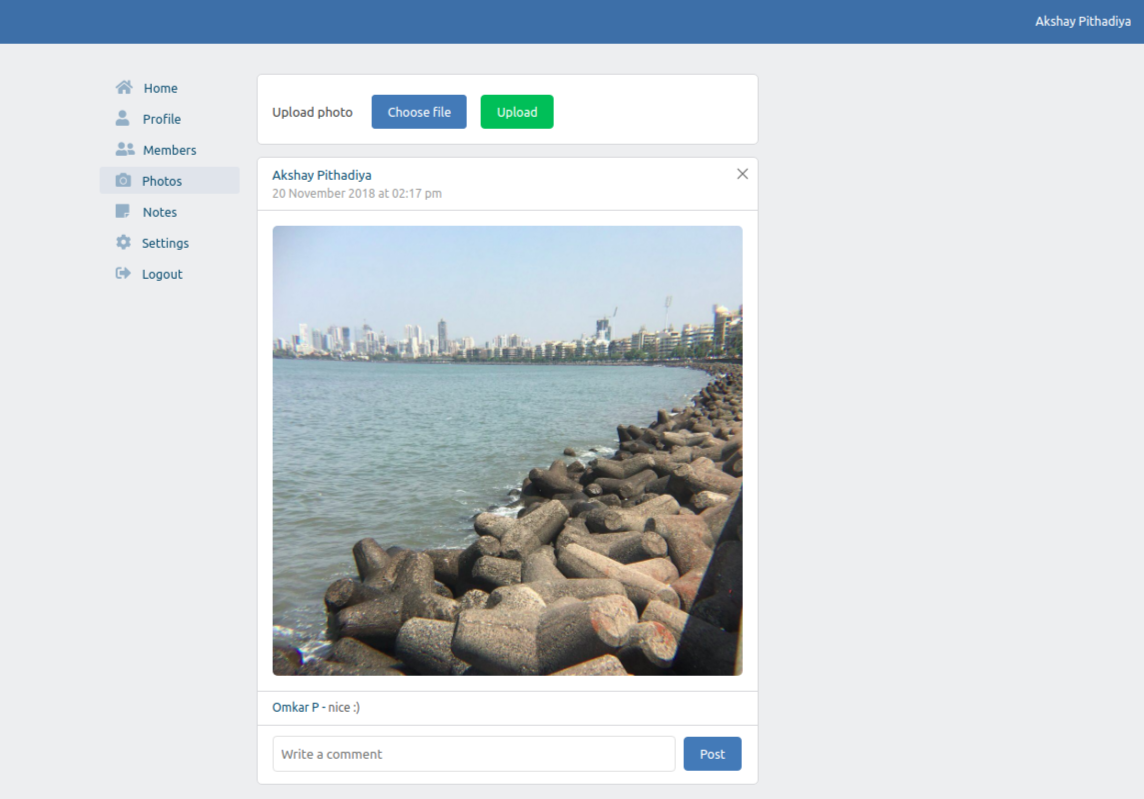 Akshay Pithadiya
Home
Profile
Members
Photos
Notes
Settings
Logout
Upload photo Choose file Upload
Akshay Pithadiya
20 November 2018 at 02:17 pm
Omkar P - nice :)
Write a comment Post